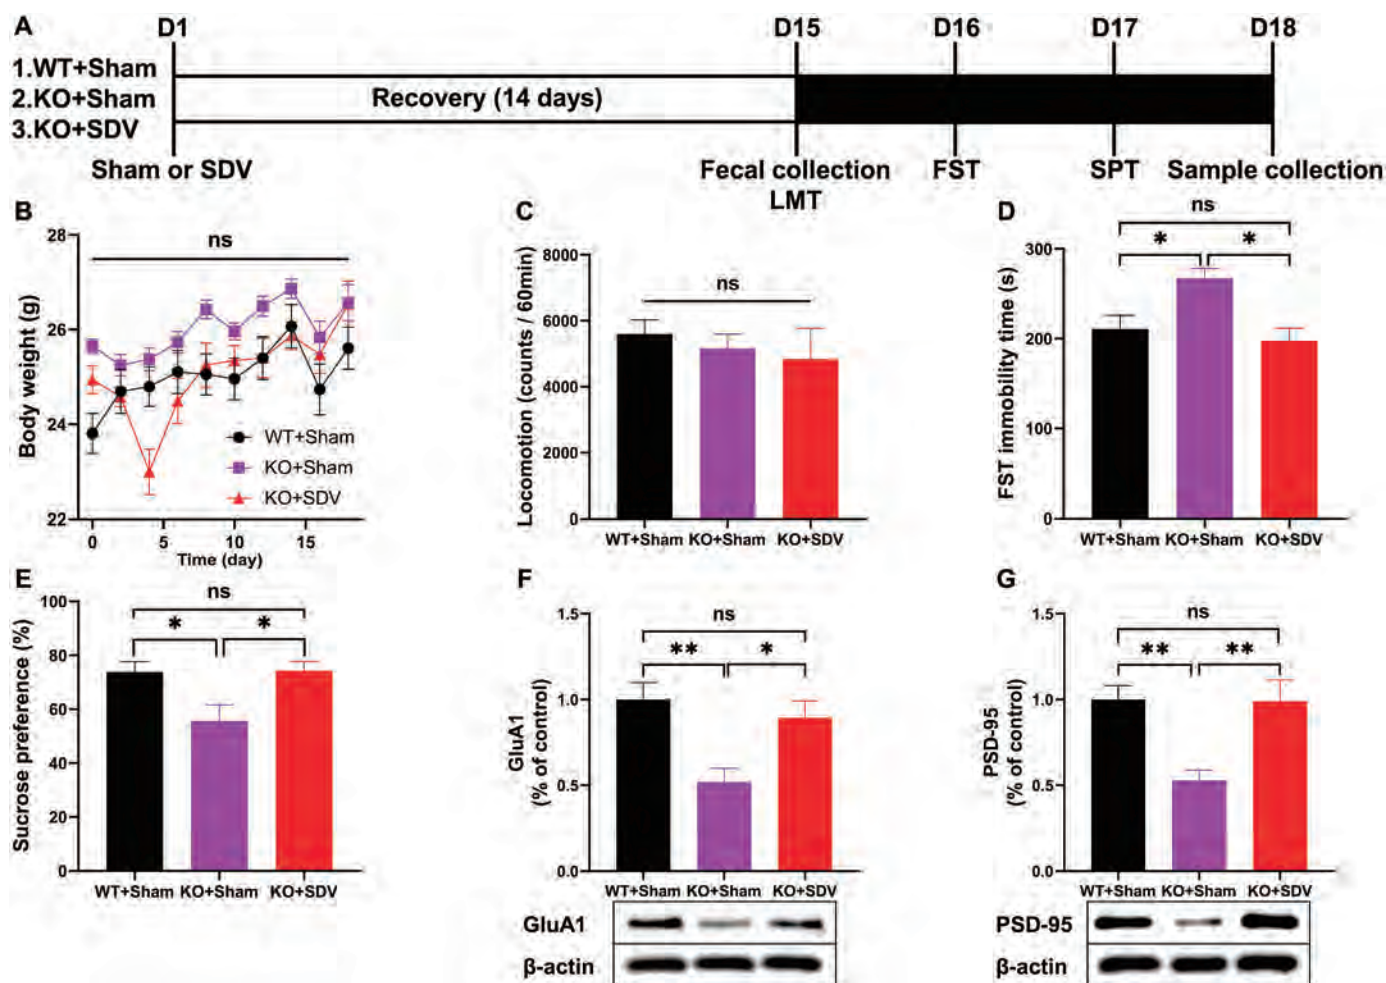 A
D1 D15 D16 D17 D18
1.WT+Sham
2.KO+Sham
3.KO+SDV
Recovery (14 days)
Sham or SDV Fecal collection FST SPT Sample collection
LMT
B
ns
28
26
24
22
Body weight (g)
WT+Sham
KO+Sham
KO+SDV
0 5 10 15
Time (day)
C
ns
8000
6000
4000
2000
0
Locomotion (counts / 60min)
WT+Sham KO+Sham KO+SDV
D
ns
* *
300
200
100
0
FST immobility time (s)
WT+Sham KO+Sham KO+SDV
E
ns
* *
100
80
60
40
20
0
Sucrose preference (%)
WT+Sham KO+Sham KO+SDV
F
ns
** *
1.5
1.0
0.5
0.0
GluA1
(% of control)
WT+Sham KO+Sham KO+SDV
GluA1
β-actin
G
ns
** **
1.5
1.0
0.5
0.0
PSD-95
(% of control)
WT+Sham KO+Sham KO+SDV
PSD-95
β-actin